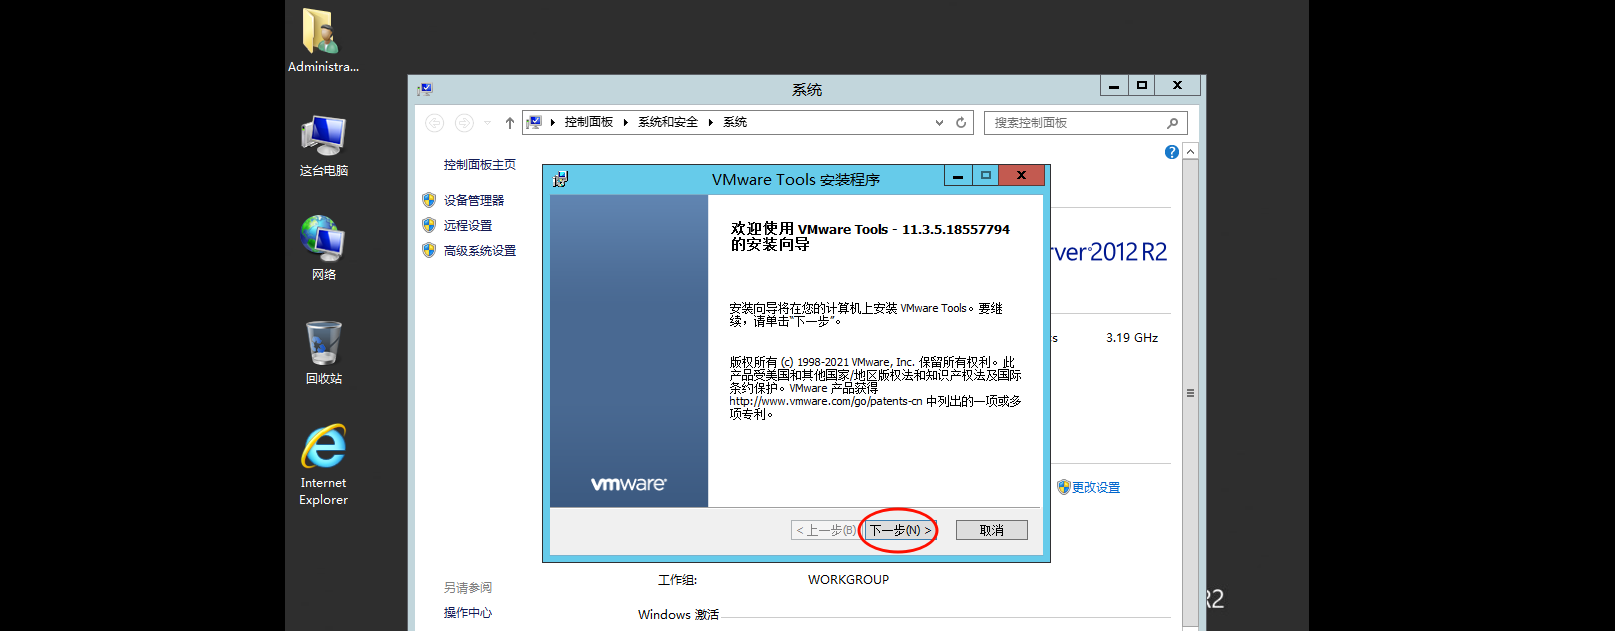 Administra...
这台电脑
网络
回收站
Internet
Explorer
系统
控制面板 系统和安全 系统
搜索控制面板
控制面板主页
设备管理器
远程设置
高级系统设置
VMware Tools 安装程序
欢迎使用 VMware Tools - 11.3.5.18557794
的安装向导
安装向导将在您的计算机上安装 VMware Tools。要继
续，请单击“下一步”。
版权所有 (c) 1998-2021 VMware, Inc. 保留所有权利。此
产品受美国和其他国家/地区版权法和知识产权法及国际
条约保护。VMware 产品获得
http://www.vmware.com/go/patents-cn 中列出的一项或多
项专利。
vmware
< 上一步(B)
下一步(N) >
取消
rver 2012 R2
3.19 GHz
更改设置
另请参阅
操作中心
工作组:
WORKGROUP
Windows 激活
R2